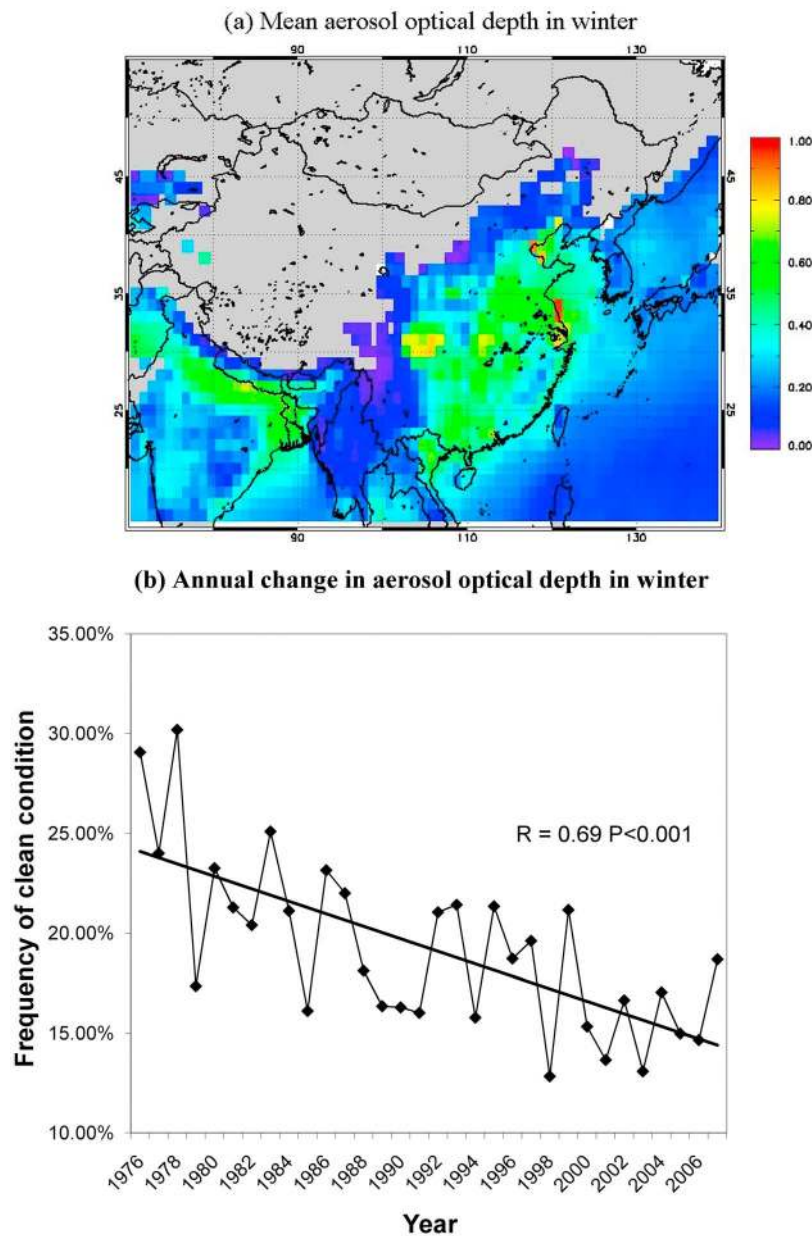 (a) Mean aerosol optical depth in winter
90 110 130
45 45
35 35
25 25
90 110 130
1.00
0.80
0.60
0.40
0.20
0.00
(b) Annual change in aerosol optical depth in winter
Frequency of clean condition
35.00%
30.00%
25.00%
20.00%
15.00%
10.00%
R = 0.69 P<0.001
1976 1978 1980 1982 1984 1986 1988 1990 1992 1994 1996 1998 2000 2002 2004 2006
Year